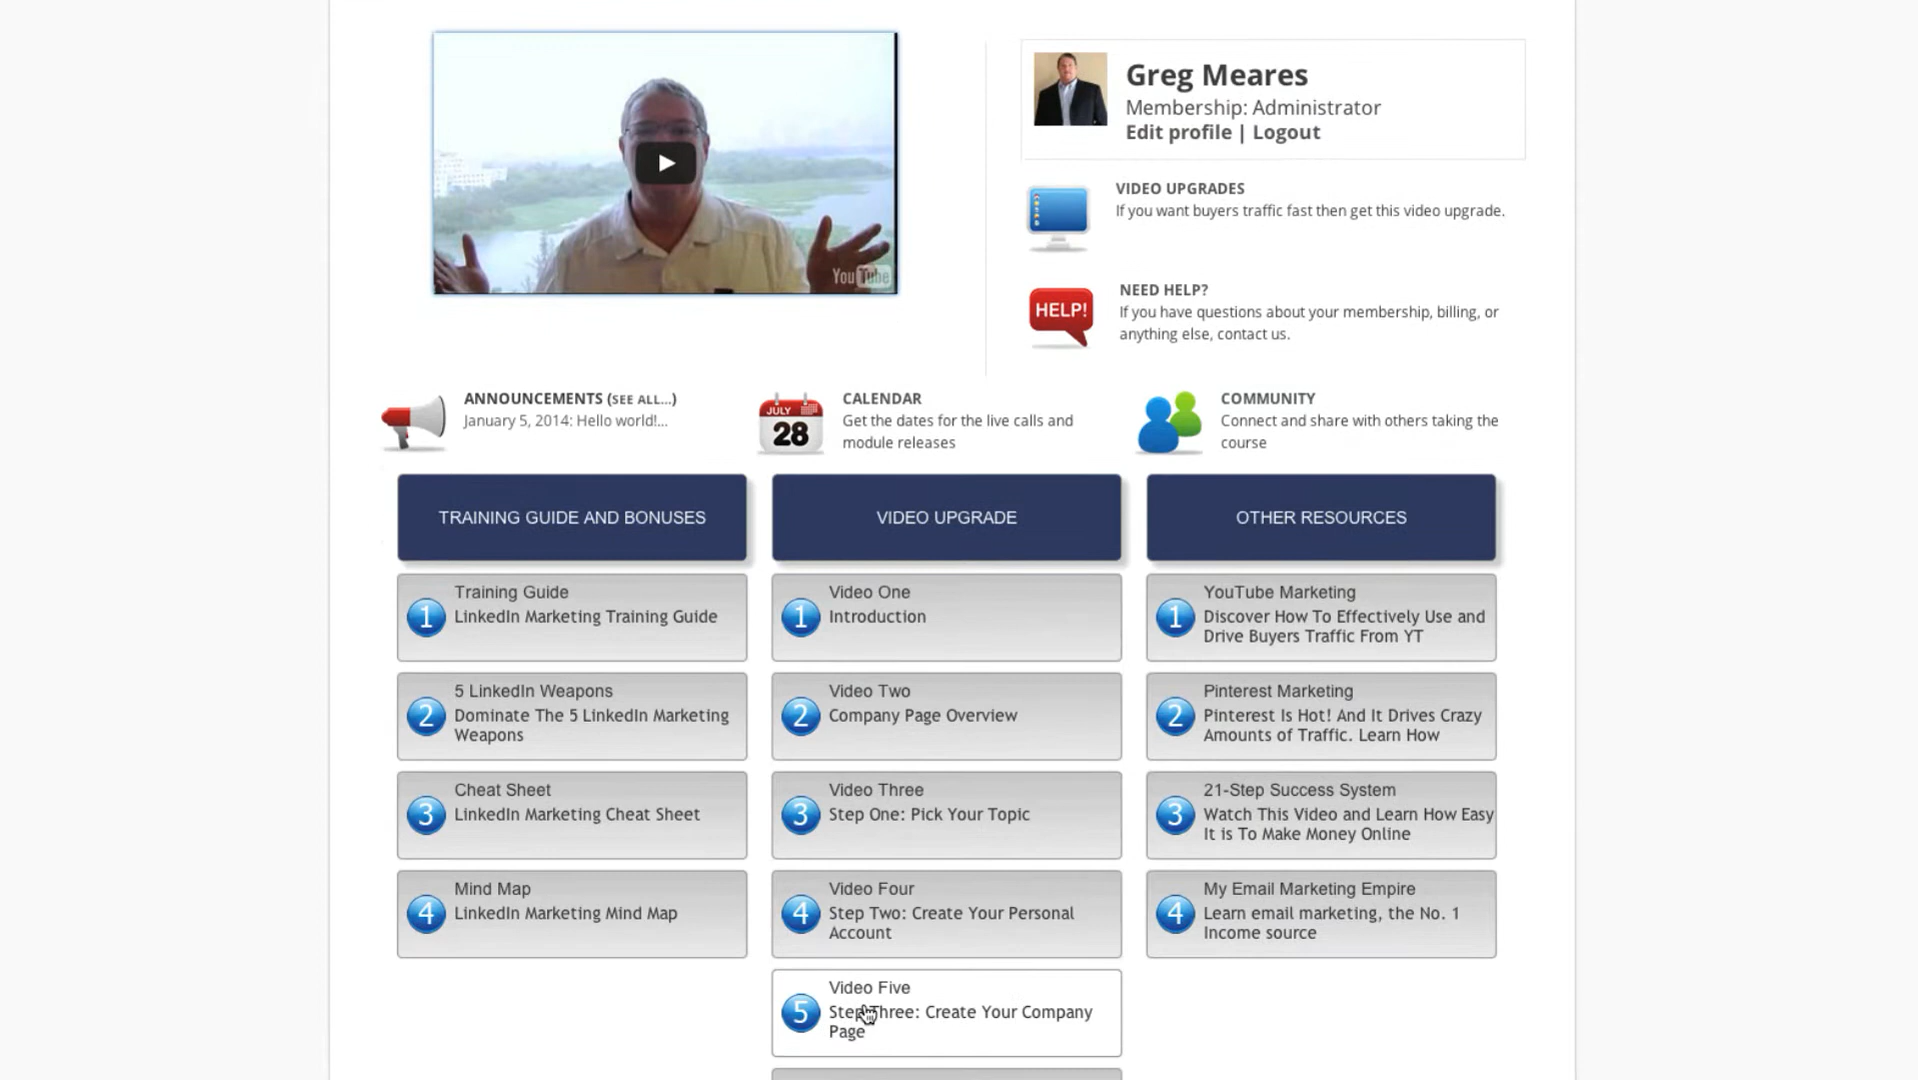 YouTube
Greg Meares
Membership: Administrator
Edit profile | Logout
VIDEO UPGRADES
If you want buyers traffic fast then get this video upgrade.
HELP!
NEED HELP?
If you have questions about your membership, billing, or
anything else, contact us.
ANNOUNCEMENTS (SEE ALL...)
January 5, 2014: Hello world!...
JULY
28
CALENDAR
Get the dates for the live calls and
module releases
COMMUNITY
Connect and share with others taking the
course
TRAINING GUIDE AND BONUSES
1
Training Guide
LinkedIn Marketing Training Guide
2
5 LinkedIn Weapons
Dominate The 5 LinkedIn Marketing
Weapons
3
Cheat Sheet
LinkedIn Marketing Cheat Sheet
4
Mind Map
LinkedIn Marketing Mind Map
VIDEO UPGRADE
1
Video One
Introduction
2
Video Two
Company Page Overview
3
Video Three
Step One: Pick Your Topic
4
Video Four
Step Two: Create Your Personal
Account
5
Video Five
Step Three: Create Your Company
Page
OTHER RESOURCES
1
YouTube Marketing
Discover How To Effectively Use and
Drive Buyers Traffic From YT
2
Pinterest Marketing
Pinterest Is Hot! And It Drives Crazy
Amounts of Traffic. Learn How
3
21-Step Success System
Watch This Video and Learn How Easy
It is To Make Money Online
4
My Email Marketing Empire
Learn email marketing, the No. 1
Income source